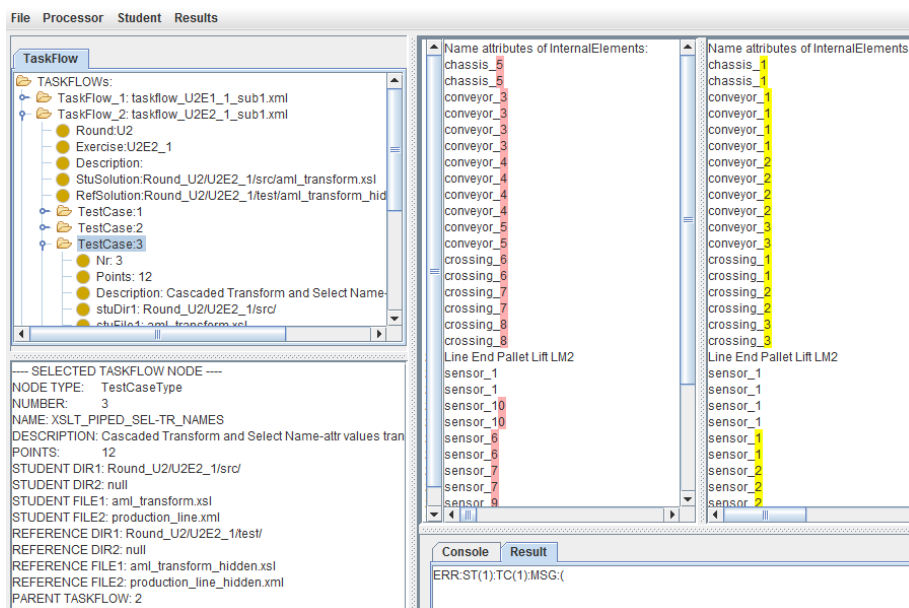 File Processor Student Results
TaskFlow
TASKFLOWs:
TaskFlow_1: taskflow_U2E1_1_sub1.xml
TaskFlow_2: taskflow_U2E2_1_sub1.xml
Round:U2
Exercise:U2E2_1
Description:
StuSolution:Round_U2/U2E2_1/src/aml_transform.xsl
RefSolution:Round_U2/U2E2_1/test/aml_transform_hid
TestCase:1
TestCase:2
TestCase:3
Nr: 3
Points: 12
Description: Cascaded Transform and Select Name-
stuDir1: Round_U2/U2E2_1/src/
stuFile1: aml_transform.xsl
---- SELECTED TASKFLOW NODE ----
NODE TYPE: TestCaseType
NUMBER: 3
NAME: XSLT_PIPED_SEL-TR_NAMES
DESCRIPTION: Cascaded Transform and Select Name-attr values tran
POINTS: 12
STUDENT DIR1: Round_U2/U2E2_1/src/
STUDENT DIR2: null
STUDENT FILE1: aml_transform.xsl
STUDENT FILE2: production_line.xml
REFERENCE DIR1: Round_U2/U2E2_1/test/
REFERENCE DIR2: null
REFERENCE FILE1: aml_transform_hidden.xsl
REFERENCE FILE2: production_line_hidden.xml
PARENT TASKFLOW: 2
Name attributes of InternalElements:
chassis_5
chassis_5
conveyor_3
conveyor_3
conveyor_3
conveyor_3
conveyor_4
conveyor_4
conveyor_4
conveyor_4
conveyor_5
conveyor_5
crossing_6
crossing_6
crossing_7
crossing_7
crossing_8
crossing_8
Line End Pallet Lift LM2
sensor_1
sensor_1
sensor_10
sensor_10
sensor_6
sensor_6
sensor_7
sensor_7
sensor_9
Name attributes of InternalElements
chassis_1
chassis_1
conveyor_1
conveyor_1
conveyor_1
conveyor_1
conveyor_2
conveyor_2
conveyor_2
conveyor_2
conveyor_3
conveyor_3
crossing_1
crossing_1
crossing_2
crossing_2
crossing_3
crossing_3
Line End Pallet Lift LM2
sensor_1
sensor_1
sensor_1
sensor_1
sensor_1
sensor_1
sensor_2
sensor_2
sensor_2
Console Result
ERR:ST(1):TC(1):MSG:(